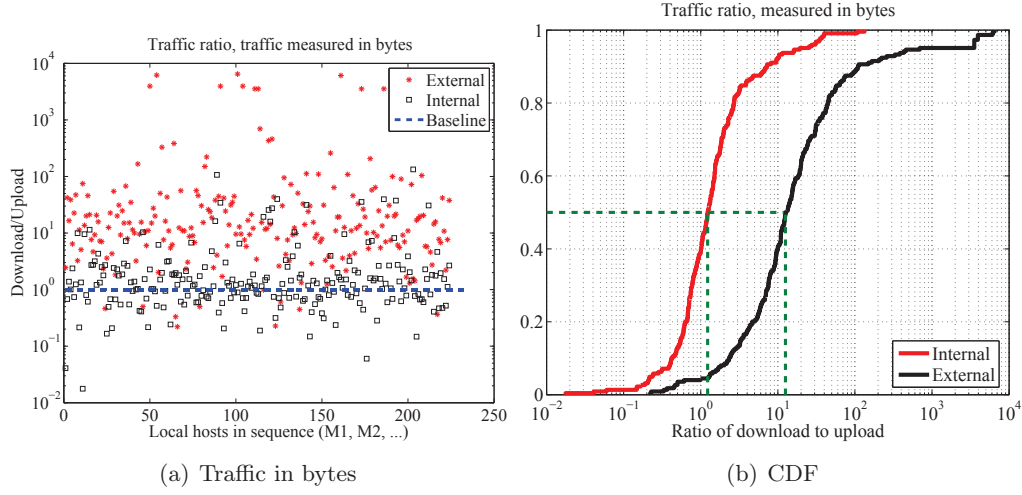 Traffic ratio, traffic measured in bytes
Download/Upload
10^4
10^3
10^2
10^1
10^0
10^-1
10^-2
External
Internal
Baseline
0 50 100 150 200 250
Local hosts in sequence (M1, M2, ...)
(a) Traffic in bytes
Traffic ratio, measured in bytes
1
0.8
0.6
0.4
0.2
0
Internal
External
10^-2 10^-1 10^0 10^1 10^2 10^3 10^4
Ratio of download to upload
(b) CDF